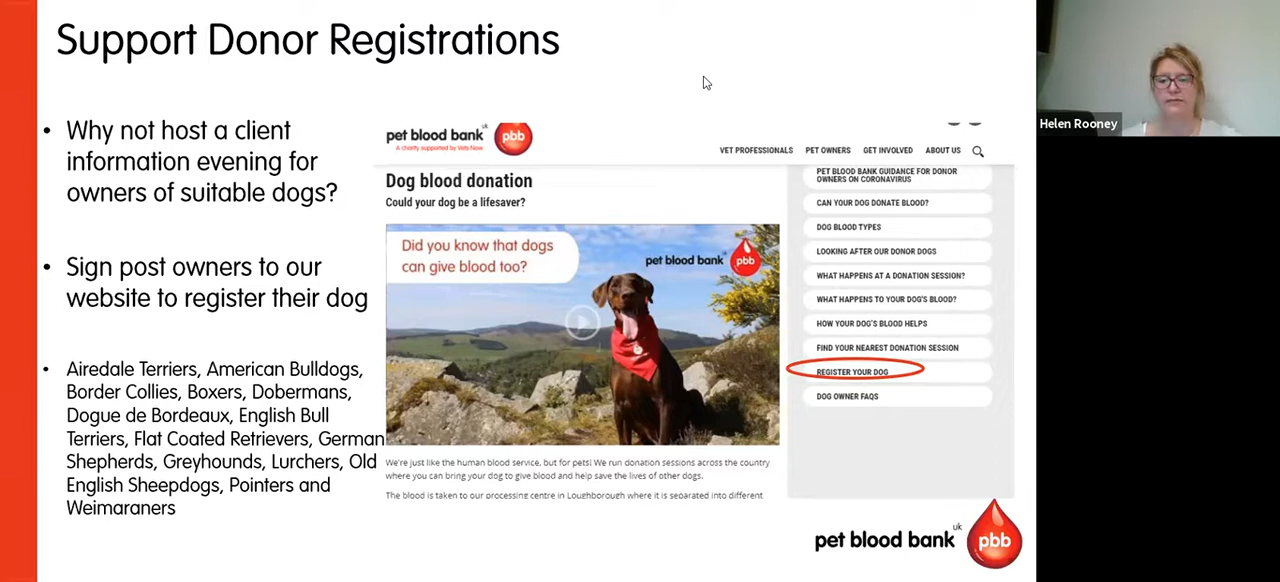 Support Donor Registrations
• Why not host a client
information evening for
owners of suitable dogs?
• Sign post owners to our
website to register their dog
• Airedale Terriers, American Bulldogs,
Border Collies, Boxers, Dobermans,
Dogue de Bordeaux, English Bull
Terriers, Flat Coated Retrievers, German
Shepherds, Greyhounds, Lurchers, Old
English Sheepdogs, Pointers and
Weimaraners
pet blood bank uk pbb
A charity supported by Vets Now
VET PROFESSIONALS PET OWNERS GET INVOLVED ABOUT US
Dog blood donation
Could your dog be a lifesaver?
Did you know that dogs
can give blood too?
pet blood bank pbb
We're just like the human blood service, but for pets! We run donation sessions across the country
where you can bring your dog to give blood and help save the lives of other dogs.
The blood is taken to our processing centre in Loughborough where it is separated into different
PET BLOOD BANK GUIDANCE FOR DONOR
OWNERS ON CORONAVIRUS
CAN YOUR DOG DONATE BLOOD?
DOG BLOOD TYPES
LOOKING AFTER OUR DONOR DOGS
WHAT HAPPENS AT A DONATION SESSION?
WHAT HAPPENS TO YOUR DOG'S BLOOD?
HOW YOUR DOG'S BLOOD HELPS
FIND YOUR NEAREST DONATION SESSION
REGISTER YOUR DOG
DOG OWNER FAQS
pet blood bank uk pbb
Helen Rooney